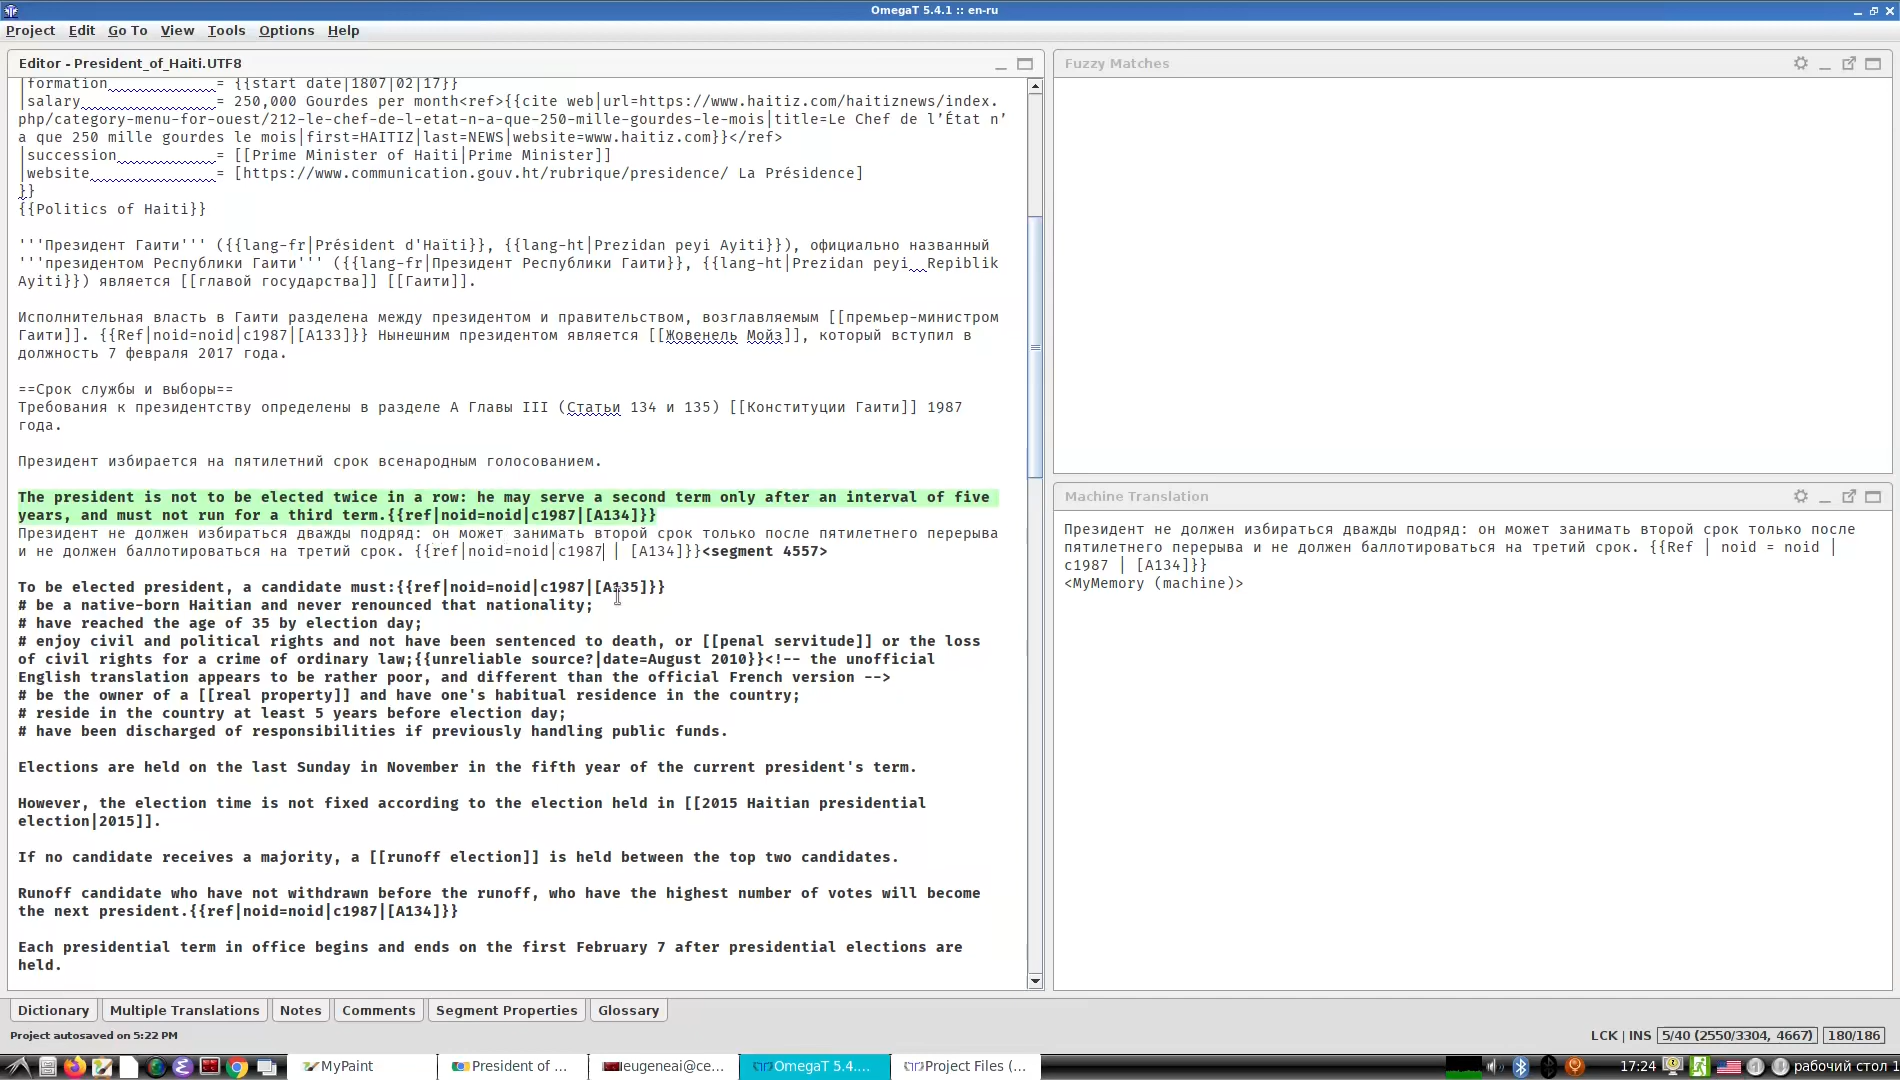 OmegaT 5.4.1 :: en-ru
Project Edit Go To View Tools Options Help
Editor - President_of_Haiti.UTF8
|formation = {{start date|1807|02|17}}
|salary = 250,000 Gourdes per month<ref>{{cite web|url=https://www.haitiz.com/haitiznews/index.
php/category-menu-for-ouest/212-le-chef-de-l-etat-n-a-que-250-mille-gourdes-le-mois|title=Le Chef de l’État n’
a que 250 mille gourdes le mois|first=HAITIZ|last=NEWS|website=www.haitiz.com}}</ref>
|succession = [[Prime Minister of Haiti|Prime Minister]]
|website = [https://www.communication.gouv.ht/rubrique/presidence/ La Présidence]
}}
{{Politics of Haiti}}
'''Президент Гаити''' ({{lang-fr|Président d'Haïti}}, {{lang-ht|Prezidan peyi Ayiti}}), официально названный
'''президентом Республики Гаити''' ({{lang-fr|Президент Республики Гаити}}, {{lang-ht|Prezidan peyi  Repiblik
Ayiti}}) является [[главой государства]] [[Гаити]].
Исполнительная власть в Гаити разделена между президентом и правительством, возглавляемым [[премьер-министром
Гаити]]. {{Ref|noid=noid|c1987|[A133]}} Нынешним президентом является [[Жовенель Мойз]], который вступил в
должность 7 февраля 2017 года.
==Срок службы и выборы==
Требования к президентству определены в разделе А Главы III (Статьи 134 и 135) [[Конституции Гаити]] 1987
года.
Президент избирается на пятилетний срок всенародным голосованием.
The president is not to be elected twice in a row: he may serve a second term only after an interval of five
years, and must not run for a third term.{{ref|noid=noid|c1987|[A134]}}
Президент не должен избираться дважды подряд: он может занимать второй срок только после пятилетнего перерыва
и не должен баллотироваться на третий срок. {{ref|noid=noid|c1987 | [A134]}}<segment 4557>
To be elected president, a candidate must:{{ref|noid=noid|c1987|[A135]}}
# be a native-born Haitian and never renounced that nationality;
# have reached the age of 35 by election day;
# enjoy civil and political rights and not have been sentenced to death, or [[penal servitude]] or the loss
of civil rights for a crime of ordinary law;{{unreliable source?|date=August 2010}}<!-- the unofficial
English translation appears to be rather poor, and different than the official French version -->
# be the owner of a [[real property]] and have one's habitual residence in the country;
# reside in the country at least 5 years before election day;
# have been discharged of responsibilities if previously handling public funds.
Elections are held on the last Sunday in November in the fifth year of the current president's term.
However, the election time is not fixed according to the election held in [[2015 Haitian presidential
election|2015]].
If no candidate receives a majority, a [[runoff election]] is held between the top two candidates.
Runoff candidate who have not withdrawn before the runoff, who have the highest number of votes will become
the next president.{{ref|noid=noid|c1987|[A134]}}
Each presidential term in office begins and ends on the first February 7 after presidential elections are
held.
Fuzzy Matches
Machine Translation
Президент не должен избираться дважды подряд: он может занимать второй срок только после
пятилетнего перерыва и не должен баллотироваться на третий срок. {{Ref | noid = noid |
c1987 | [A134]}}
<MyMemory (machine)>
Dictionary Multiple Translations Notes Comments Segment Properties Glossary
Project autosaved on 5:22 PM
LCK | INS 5/40 (2550/3304, 4667) 180/186
MyPaint President of ... ieugeneai@ce... OmegaT 5.4.... Project Files (... 17:24 рабочий стол 1